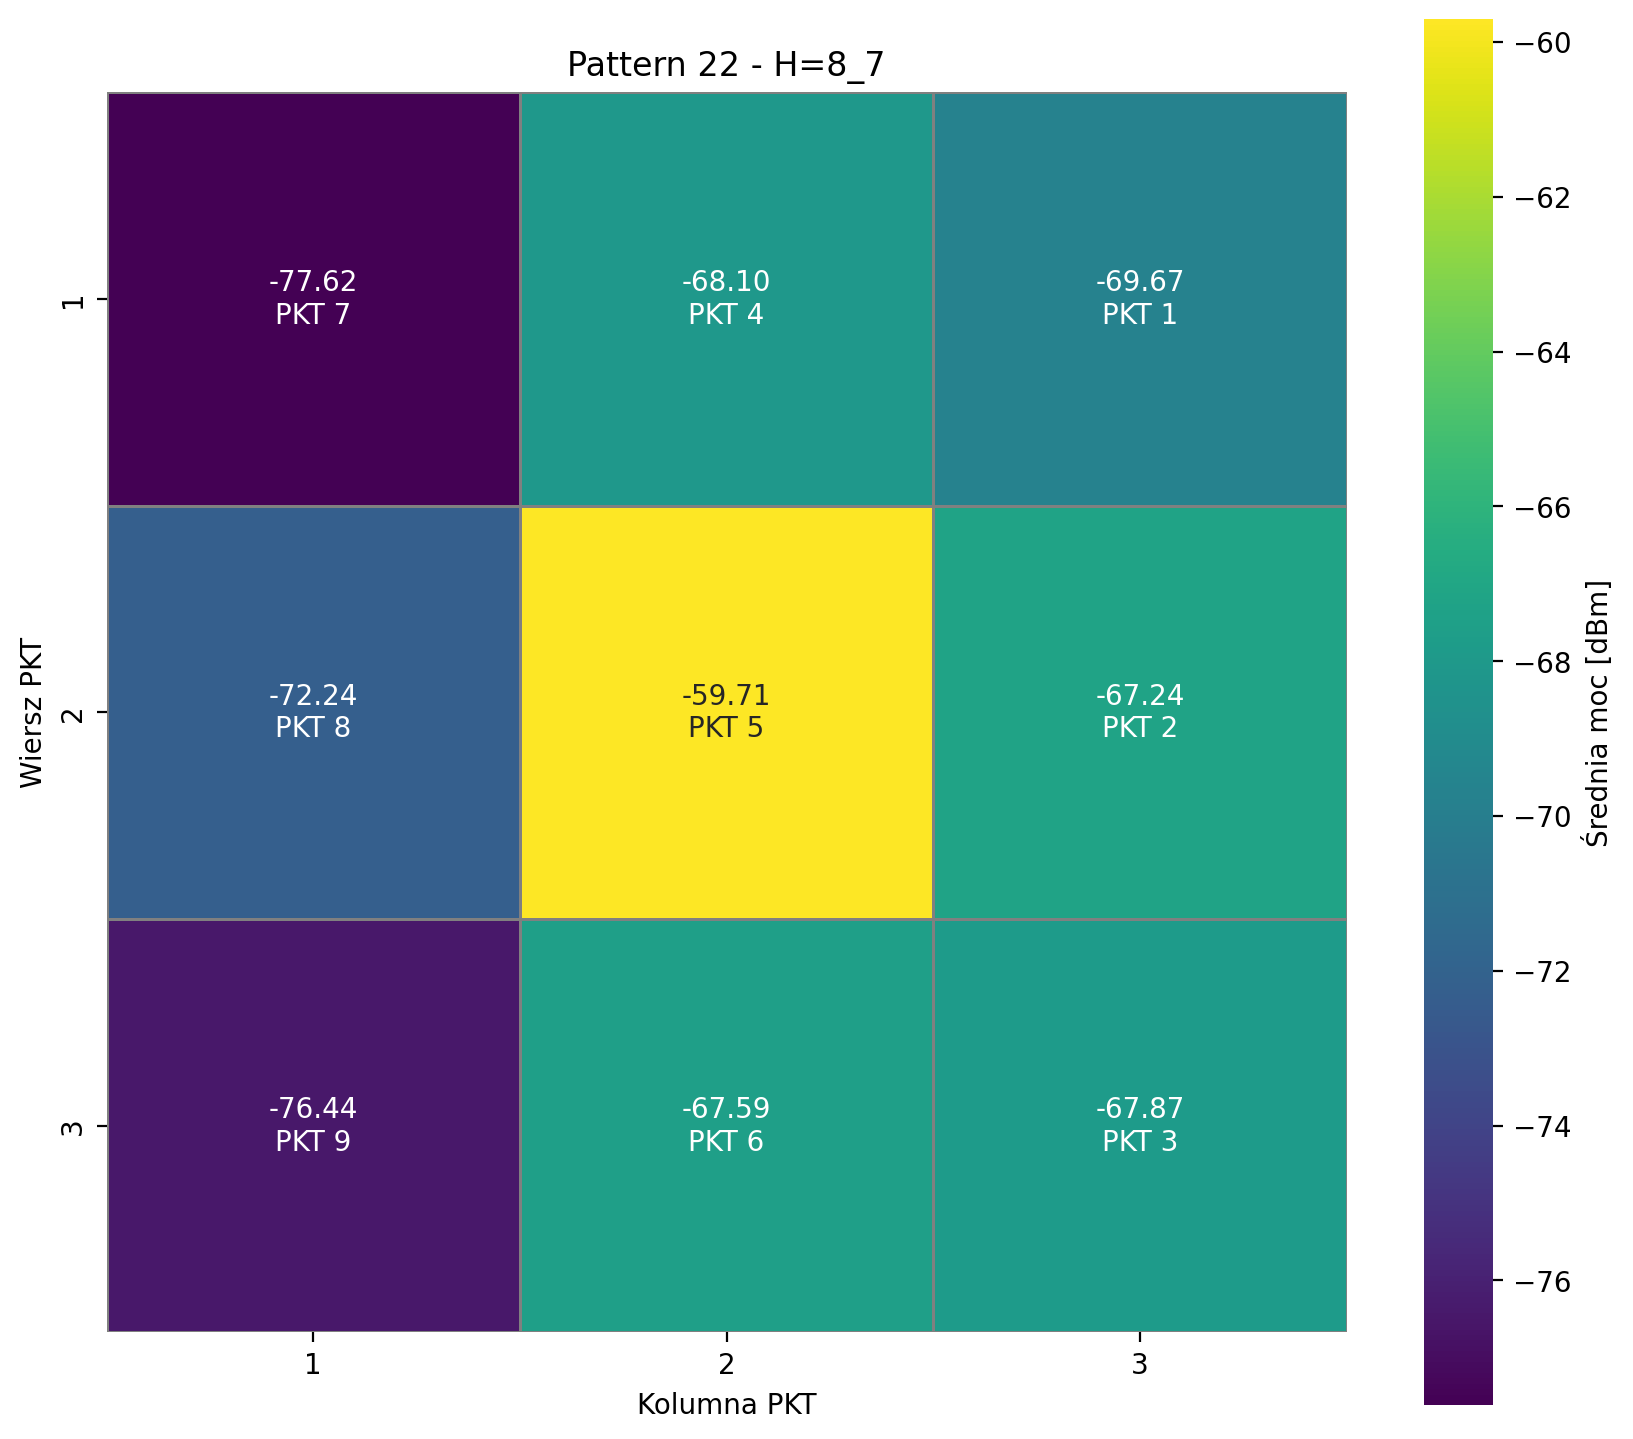 Pattern 22 - H=8_7
-77.62
PKT 7
-68.10
PKT 4
-69.67
PKT 1
-72.24
PKT 8
-59.71
PKT 5
-67.24
PKT 2
-76.44
PKT 9
-67.59
PKT 6
-67.87
PKT 3
1
2
3
Wiersz PKT
1
2
3
Kolumna PKT
−60
−62
−64
−66
−68
−70
−72
−74
−76
Średnia moc [dBm]